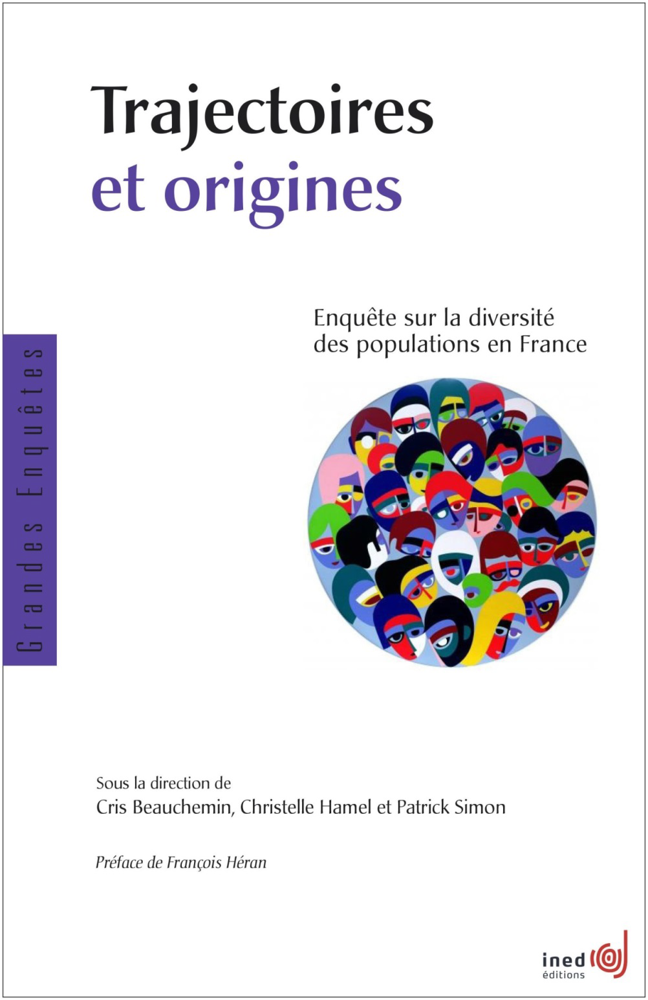 Trajectoires
et origines
Enquête sur la diversité
des populations en France
Grandes Enquêtes
Sous la direction de
Cris Beauchemin, Christelle Hamel et Patrick Simon
Préface de François Héran
ined
éditions